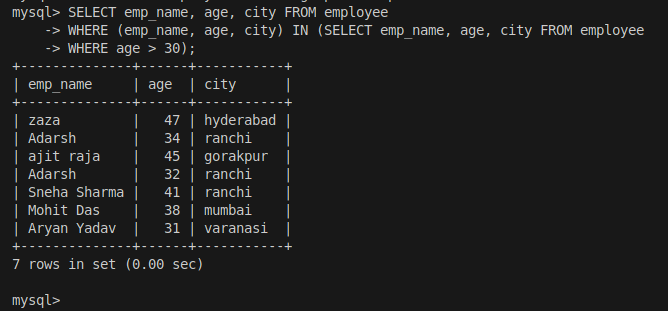 mysql> SELECT emp_name, age, city FROM employee
    -> WHERE (emp_name, age, city) IN (SELECT emp_name, age, city FROM employee
    -> WHERE age > 30);
+--------------+------+-----------+
| emp_name     | age  | city      |
+--------------+------+-----------+
| zaza         |   47 | hyderabad |
| Adarsh       |   34 | ranchi    |
| ajit raja    |   45 | gorakpur  |
| Adarsh       |   32 | ranchi    |
| Sneha Sharma |   41 | ranchi    |
| Mohit Das    |   38 | mumbai    |
| Aryan Yadav  |   31 | varanasi  |
+--------------+------+-----------+
7 rows in set (0.00 sec)

mysql>